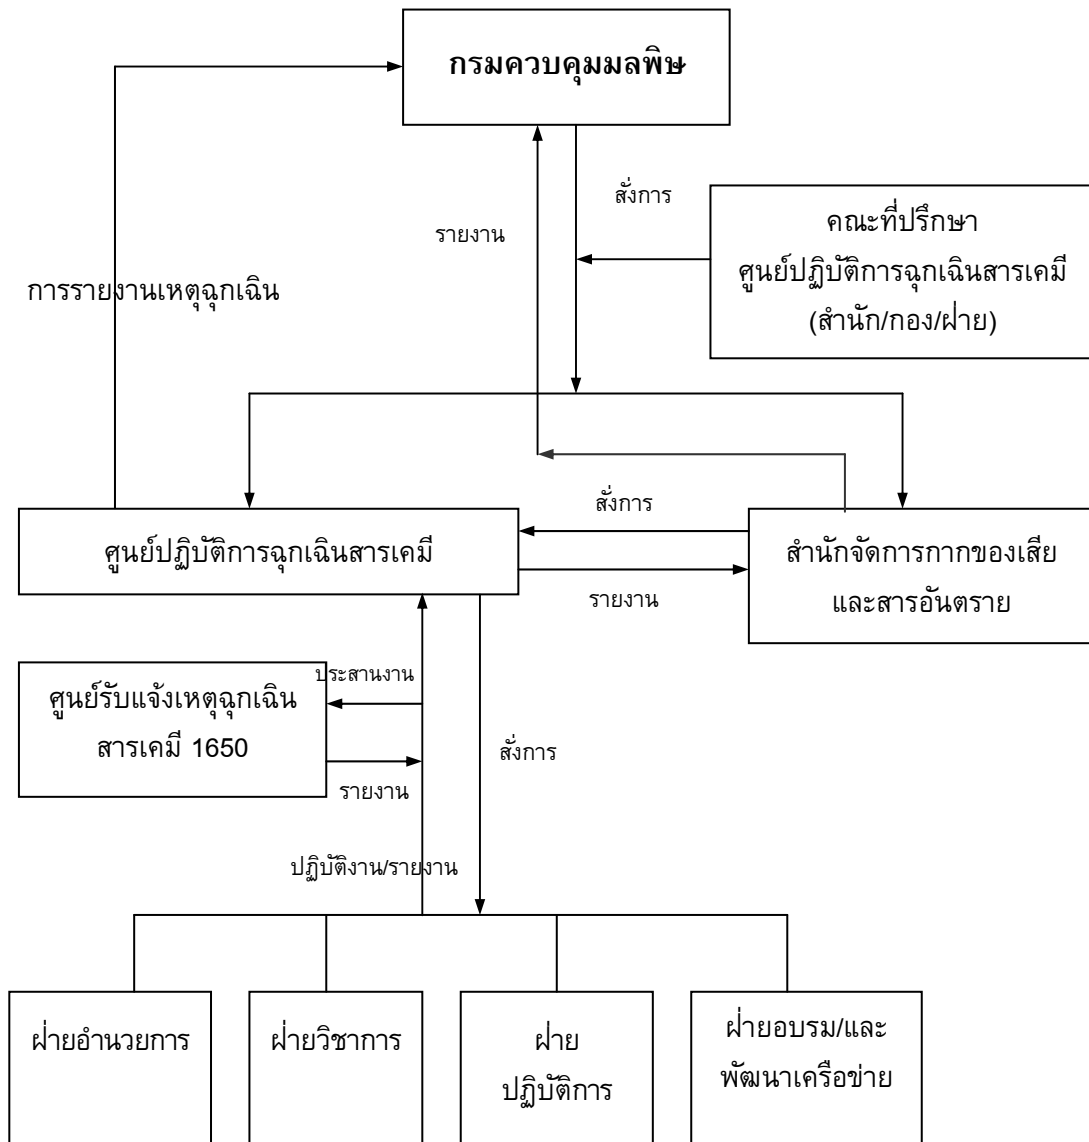 กรมควบคุมมลพิษ
สั่งการ
รายงาน
คณะที่ปรึกษา
ศูนย์ปฏิบัติการฉุกเฉินสารเคมี
(สำนัก/กอง/ฝ่าย)
การรายงานเหตุฉุกเฉิน
สั่งการ
ศูนย์ปฏิบัติการฉุกเฉินสารเคมี
สำนักจัดการกากของเสีย
และสารอันตราย
รายงาน
ประสานงาน
ศูนย์รับแจ้งเหตุฉุกเฉิน
สารเคมี 1650
สั่งการ
รายงาน
ปฏิบัติงาน/รายงาน
ฝ่ายอำนวยการ
ฝ่ายวิชาการ
ฝ่าย
ปฏิบัติการ
ฝ่ายอบรม/และ
พัฒนาเครือข่าย